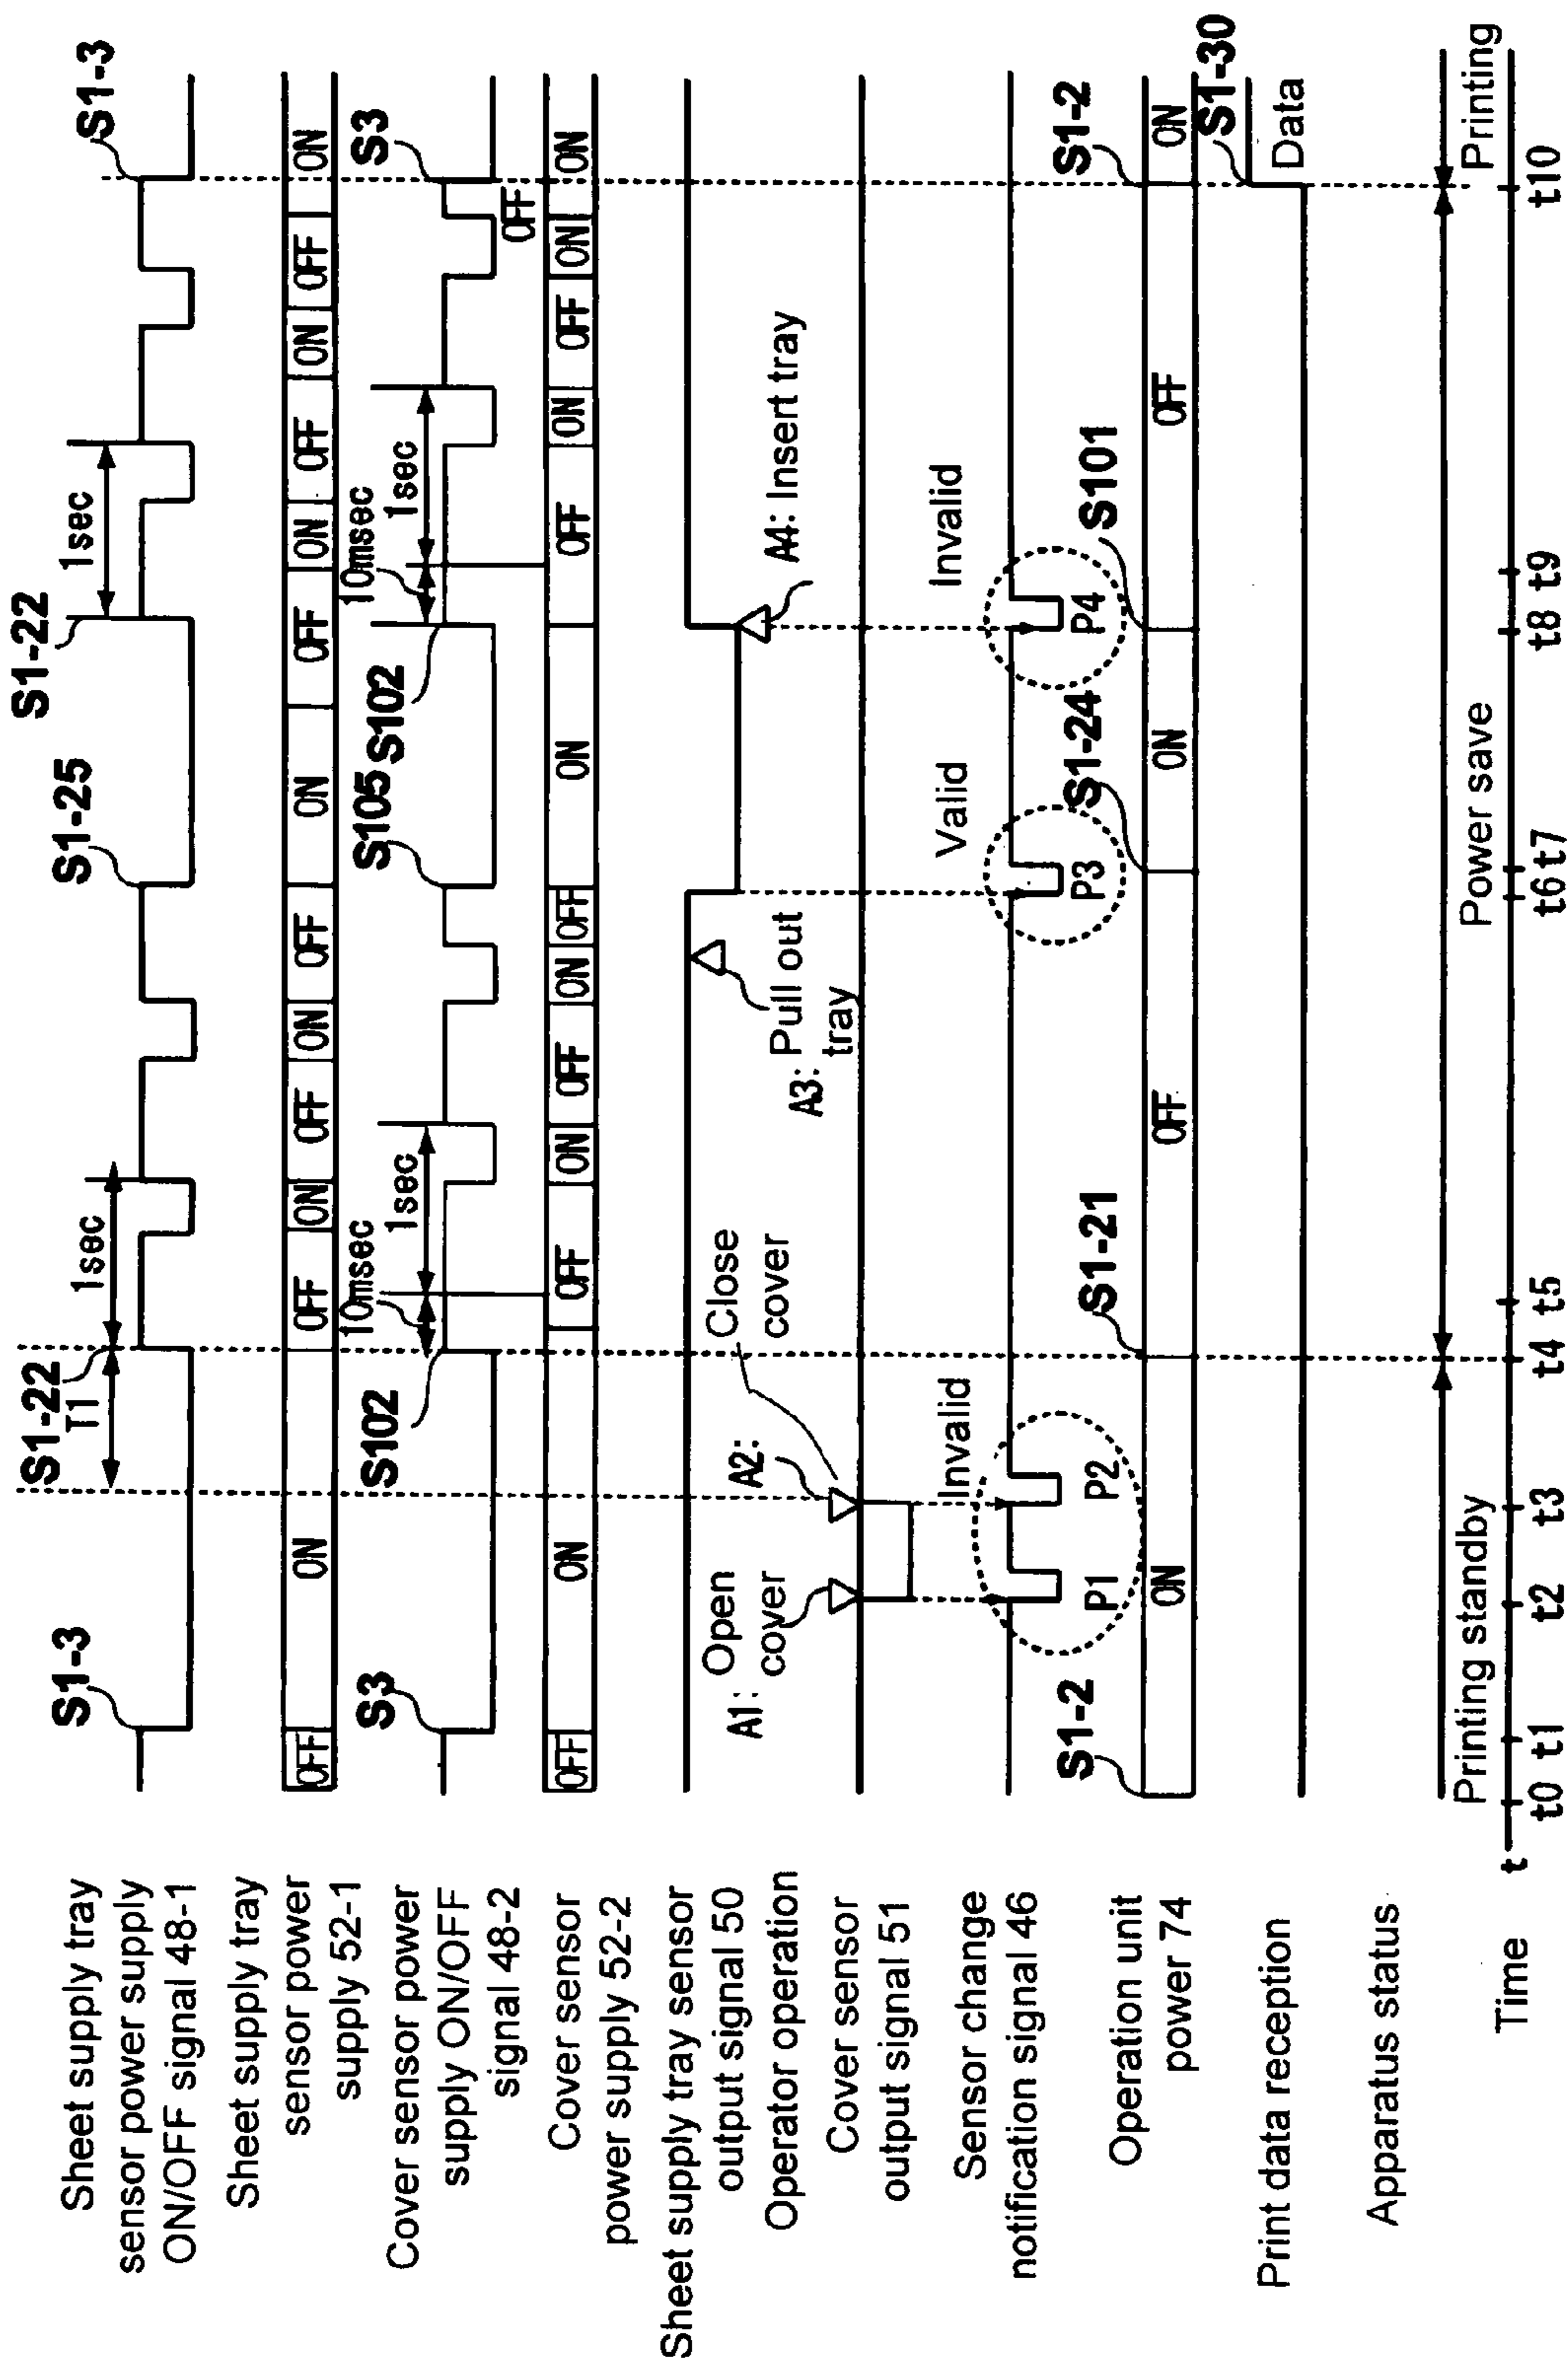 Sheet supply tray
sensor power supply
ON/OFF signal 48-1
S1-3
S1-22
T1
1sec
S1-25
S1-22
1sec
S1-3
Sheet supply tray
sensor power
supply 52-1
OFF
ON
OFF
ON
OFF
ON
OFF
ON
OFF
ON
OFF
ON
OFF
ON
Cover sensor power
supply ON/OFF
signal 48-2
S3
S102
10msec
1sec
S105
S102
10msec
1sec
S3
OFF
Cover sensor
power supply 52-2
OFF
ON
OFF
ON
OFF
ON
OFF
ON
OFF
ON
OFF
ON
ON
Sheet supply tray sensor
output signal 50
Operator operation
A1: Open
cover
A2:
Close
cover
A3: Pull out
tray
A4: Insert tray
Cover sensor
output signal 51
Sensor change
notification signal 46
Invalid
P1
P2
Valid
P3
Invalid
P4
Operation unit
power 74
S1-2
ON
S1-21
OFF
S1-24
ON
S101
OFF
S1-2
ON
Print data reception
S1-30
Data
Apparatus status
Printing standby
Power save
Printing
Time
t
t0
t1
t2
t3
t4
t5
t6
t7
t8
t9
t10